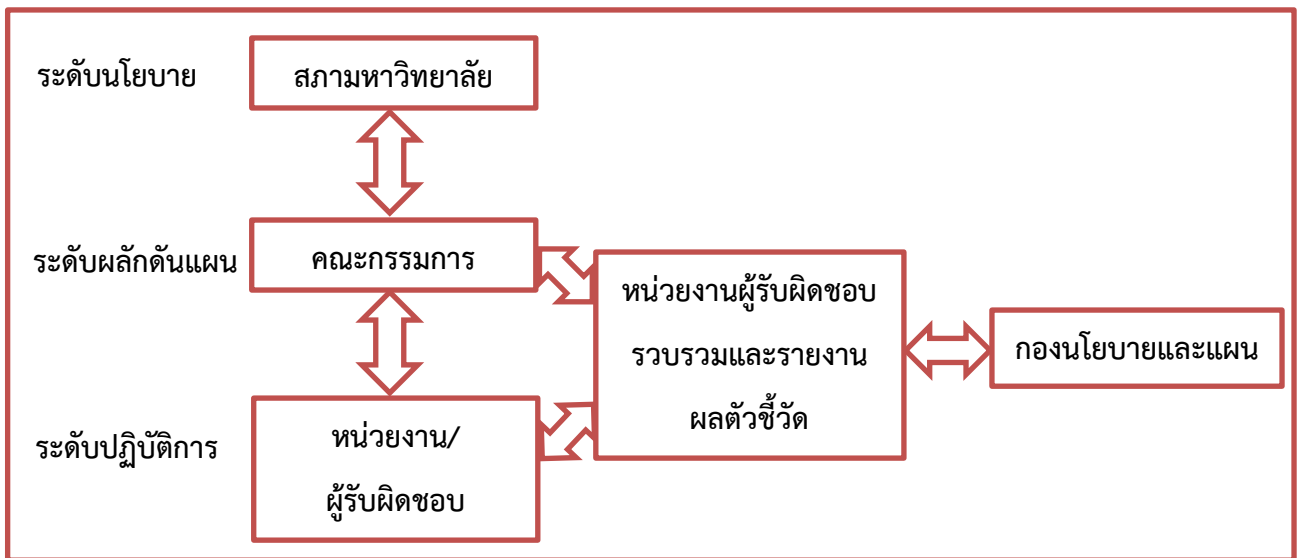 ระดับนโยบาย
สภามหาวิทยาลัย
ระดับผลักดันแผน
คณะกรรมการ
หน่วยงานผู้รับผิดชอบ
รวบรวมและรายงาน
ผลตัวชี้วัด
กองนโยบายและแผน
ระดับปฏิบัติการ
หน่วยงาน/
ผู้รับผิดชอบ